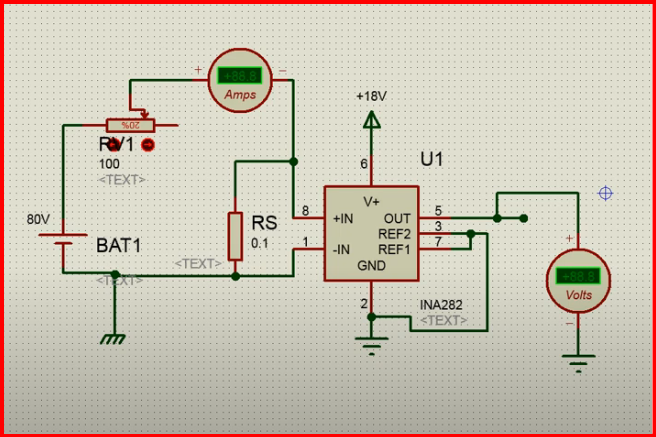 +88.8
Amps
+
−
+18V
20%
RV1
100
<TEXT>
6
U1
V+
80V
BAT1
<TEXT>
RS
0.1
<TEXT>
8
+IN
1
-IN
OUT
5
REF2
3
REF1
7
GND
2
INA282
<TEXT>
+
+88.8
Volts
−